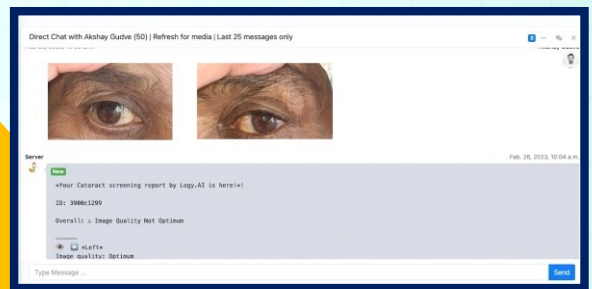 Direct Chat with Akshay Gudve (50) | Refresh for media | Last 25 messages only
3
Server
Feb. 28, 2023, 10:04 a.m.
New
*Your Cataract screening report by Logy.AI is here!*!
ID: 3900c1299
Overall: ⚠ Image Quality Not Optimum
--------
👁 ➡ *Left*
Image quality: Optimum
Type Message ...
Send